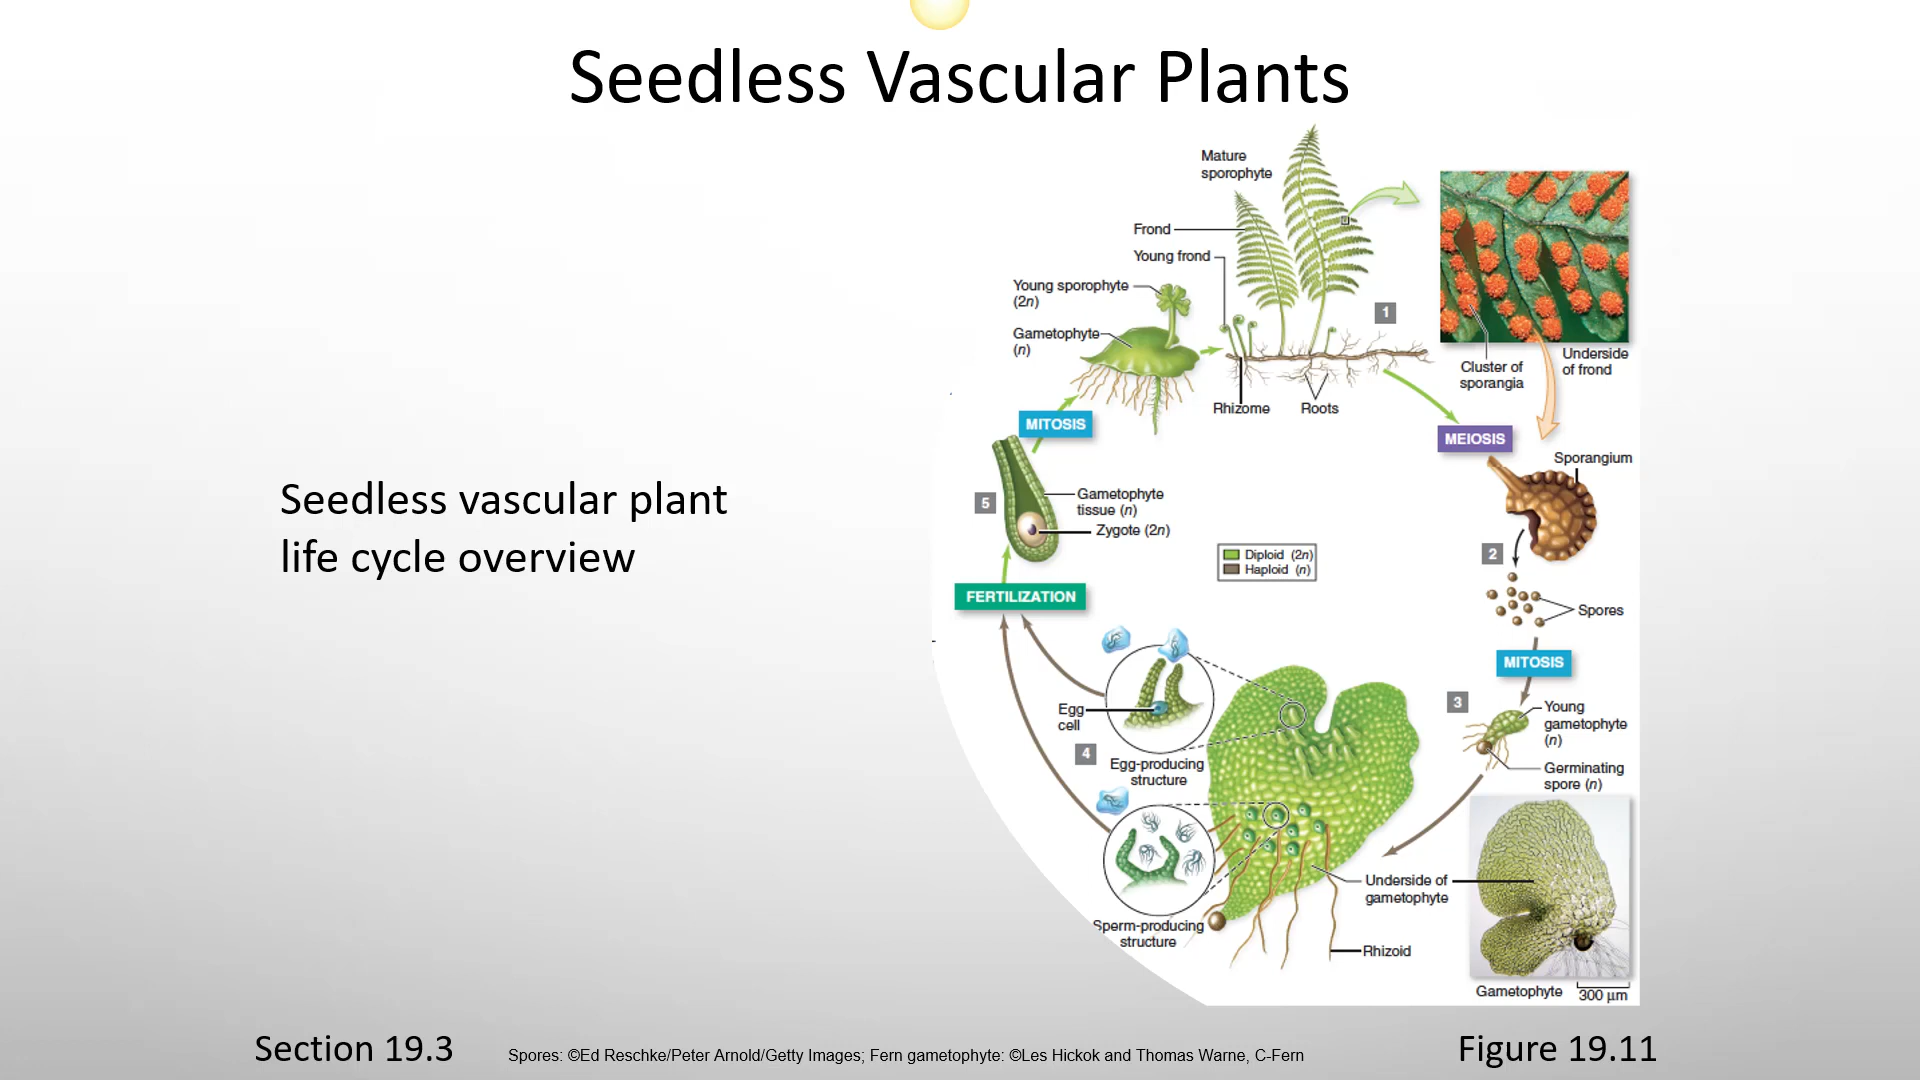 Seedless Vascular Plants
Seedless vascular plant
life cycle overview
Mature
sporophyte
Frond
Young frond
Young sporophyte
(2n)
Gametophyte
(n)
1
Rhizome
Roots
Cluster of
sporangia
Underside
of frond
MEIOSIS
Sporangium
2
Spores
MITOSIS
3
Young
gametophyte
(n)
Germinating
spore (n)
Underside of
gametophyte
Rhizoid
Gametophyte
300 µm
4
Egg
cell
Egg-producing
structure
Sperm-producing
structure
FERTILIZATION
5
Gametophyte
tissue (n)
Zygote (2n)
MITOSIS
Diploid (2n)
Haploid (n)
Section 19.3
Spores: ©Ed Reschke/Peter Arnold/Getty Images; Fern gametophyte: ©Les Hickok and Thomas Warne, C-Fern
Figure 19.11